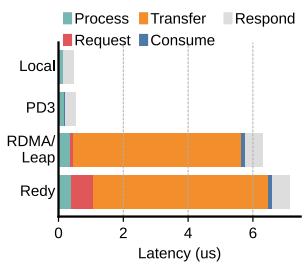 Process Transfer Respond
Request Consume
Local
PD3
RDMA/
Leap
Redy
0 2 4 6
Latency (us)